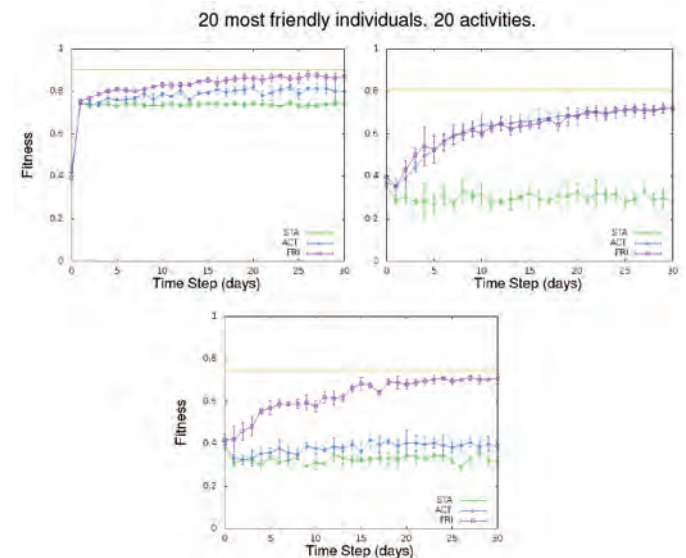 20 most friendly individuals. 20 activities.
1
0.8
0.6
0.4
0.2
0
Fitness
STA
ACT
FRI
0 5 10 15 20 25 30
Time Step (days)
1
0.8
0.6
0.4
0.2
0
Fitness
STA
ACT
FRI
0 5 10 15 20 25 30
Time Step (days)
1
0.8
0.6
0.4
0.2
0
Fitness
STA
ACT
FRI
0 5 10 15 20 25 30
Time Step (days)